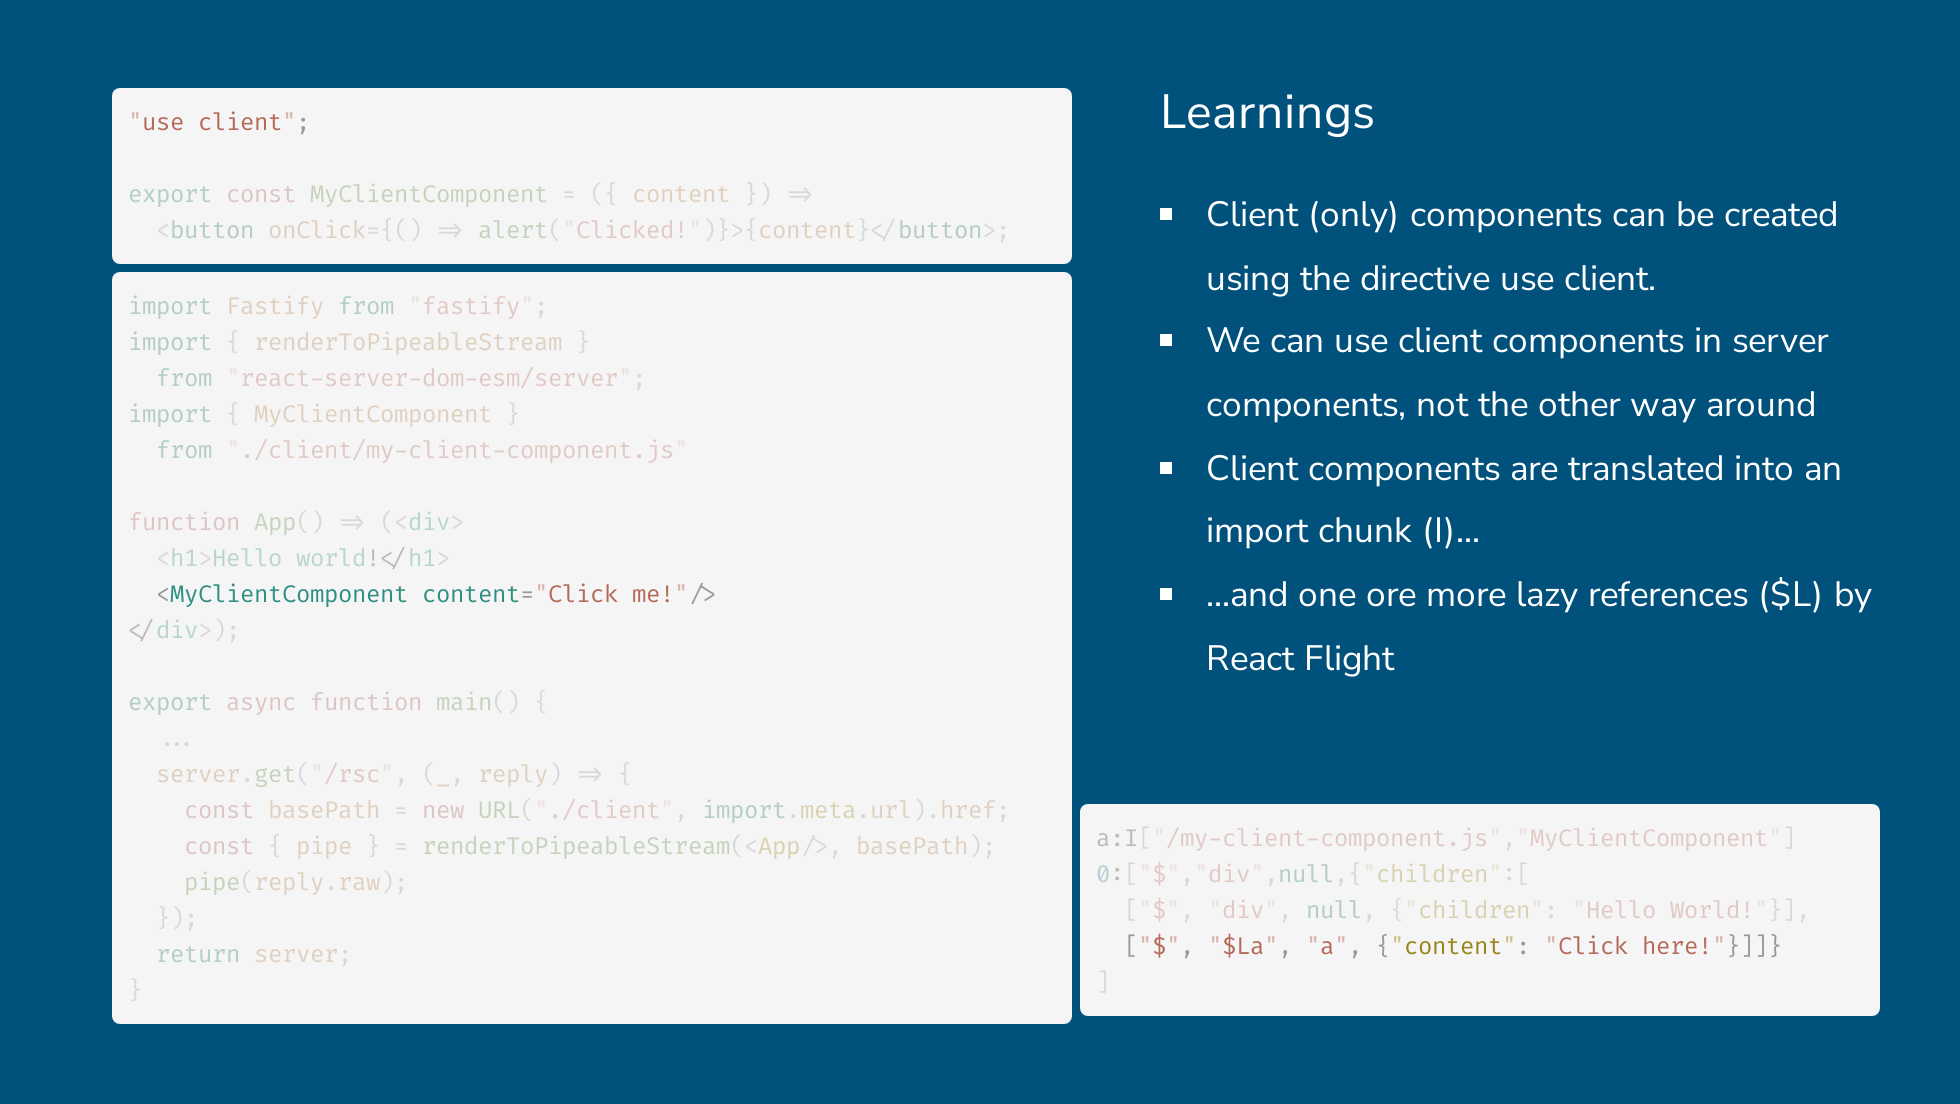 "use client";

export const MyClientComponent = ({ content }) =>
  <button onClick={() => alert("Clicked!")}>{content}</button>;

import Fastify from "fastify";
import { renderToPipeableStream }
  from "react-server-dom-esm/server";
import { MyClientComponent }
  from "./client/my-client-component.js"

function App() => (<div>
  <h1>Hello world!</h1>
  <MyClientComponent content="Click me!"/>
</div>);

export async function main() {
  ...
  server.get("/rsc", (_, reply) => {
    const basePath = new URL("./client", import.meta.url).href;
    const { pipe } = renderToPipeableStream(<App/>, basePath);
    pipe(reply.raw);
  });
  return server;
}

Learnings
▪ Client (only) components can be created
using the directive use client.
▪ We can use client components in server
components, not the other way around
▪ Client components are translated into an
import chunk (I)...
▪ ...and one ore more lazy references ($L) by
React Flight

a:I["/my-client-component.js","MyClientComponent"]
0:["$","div",null,{"children":[
  ["$", "div", null, {"children": "Hello World!"}],
  ["$", "$La", "a", {"content": "Click here!"}]]}
]